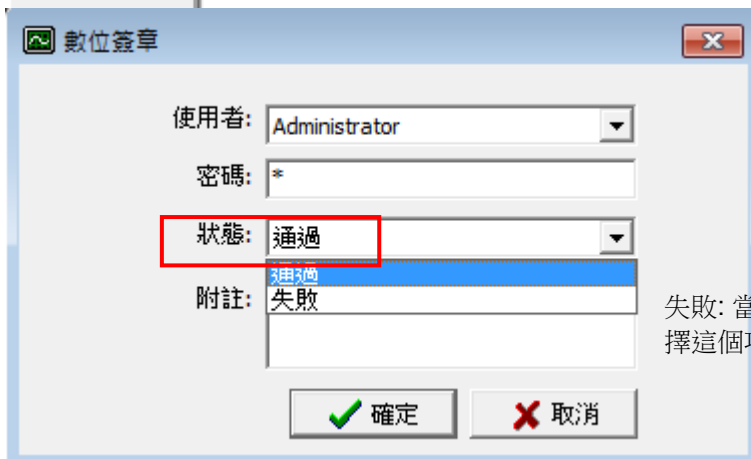 數位簽章
使用者: Administrator
密碼: *
狀態: 通過
通過
附註: 失敗
失敗: 當
擇這個
確定 取消